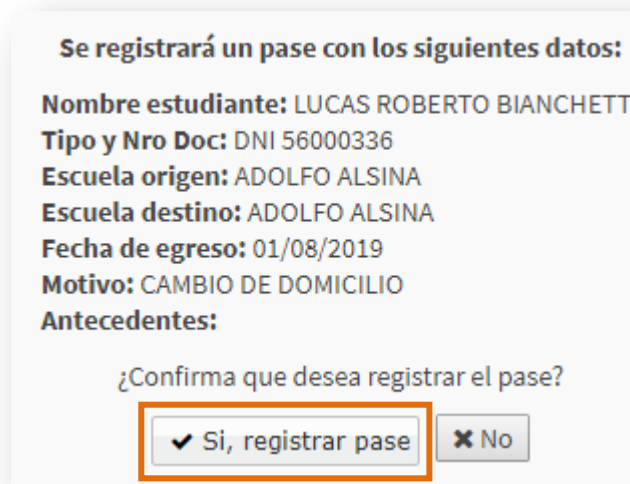 Se registrará un pase con los siguientes datos:
Nombre estudiante: LUCAS ROBERTO BIANCHETT
Tipo y Nro Doc: DNI 56000336
Escuela origen: ADOLFO ALSINA
Escuela destino: ADOLFO ALSINA
Fecha de egreso: 01/08/2019
Motivo: CAMBIO DE DOMICILIO
Antecedentes:
¿Confirma que desea registrar el pase?
✔ Si, registrar pase ✖ No